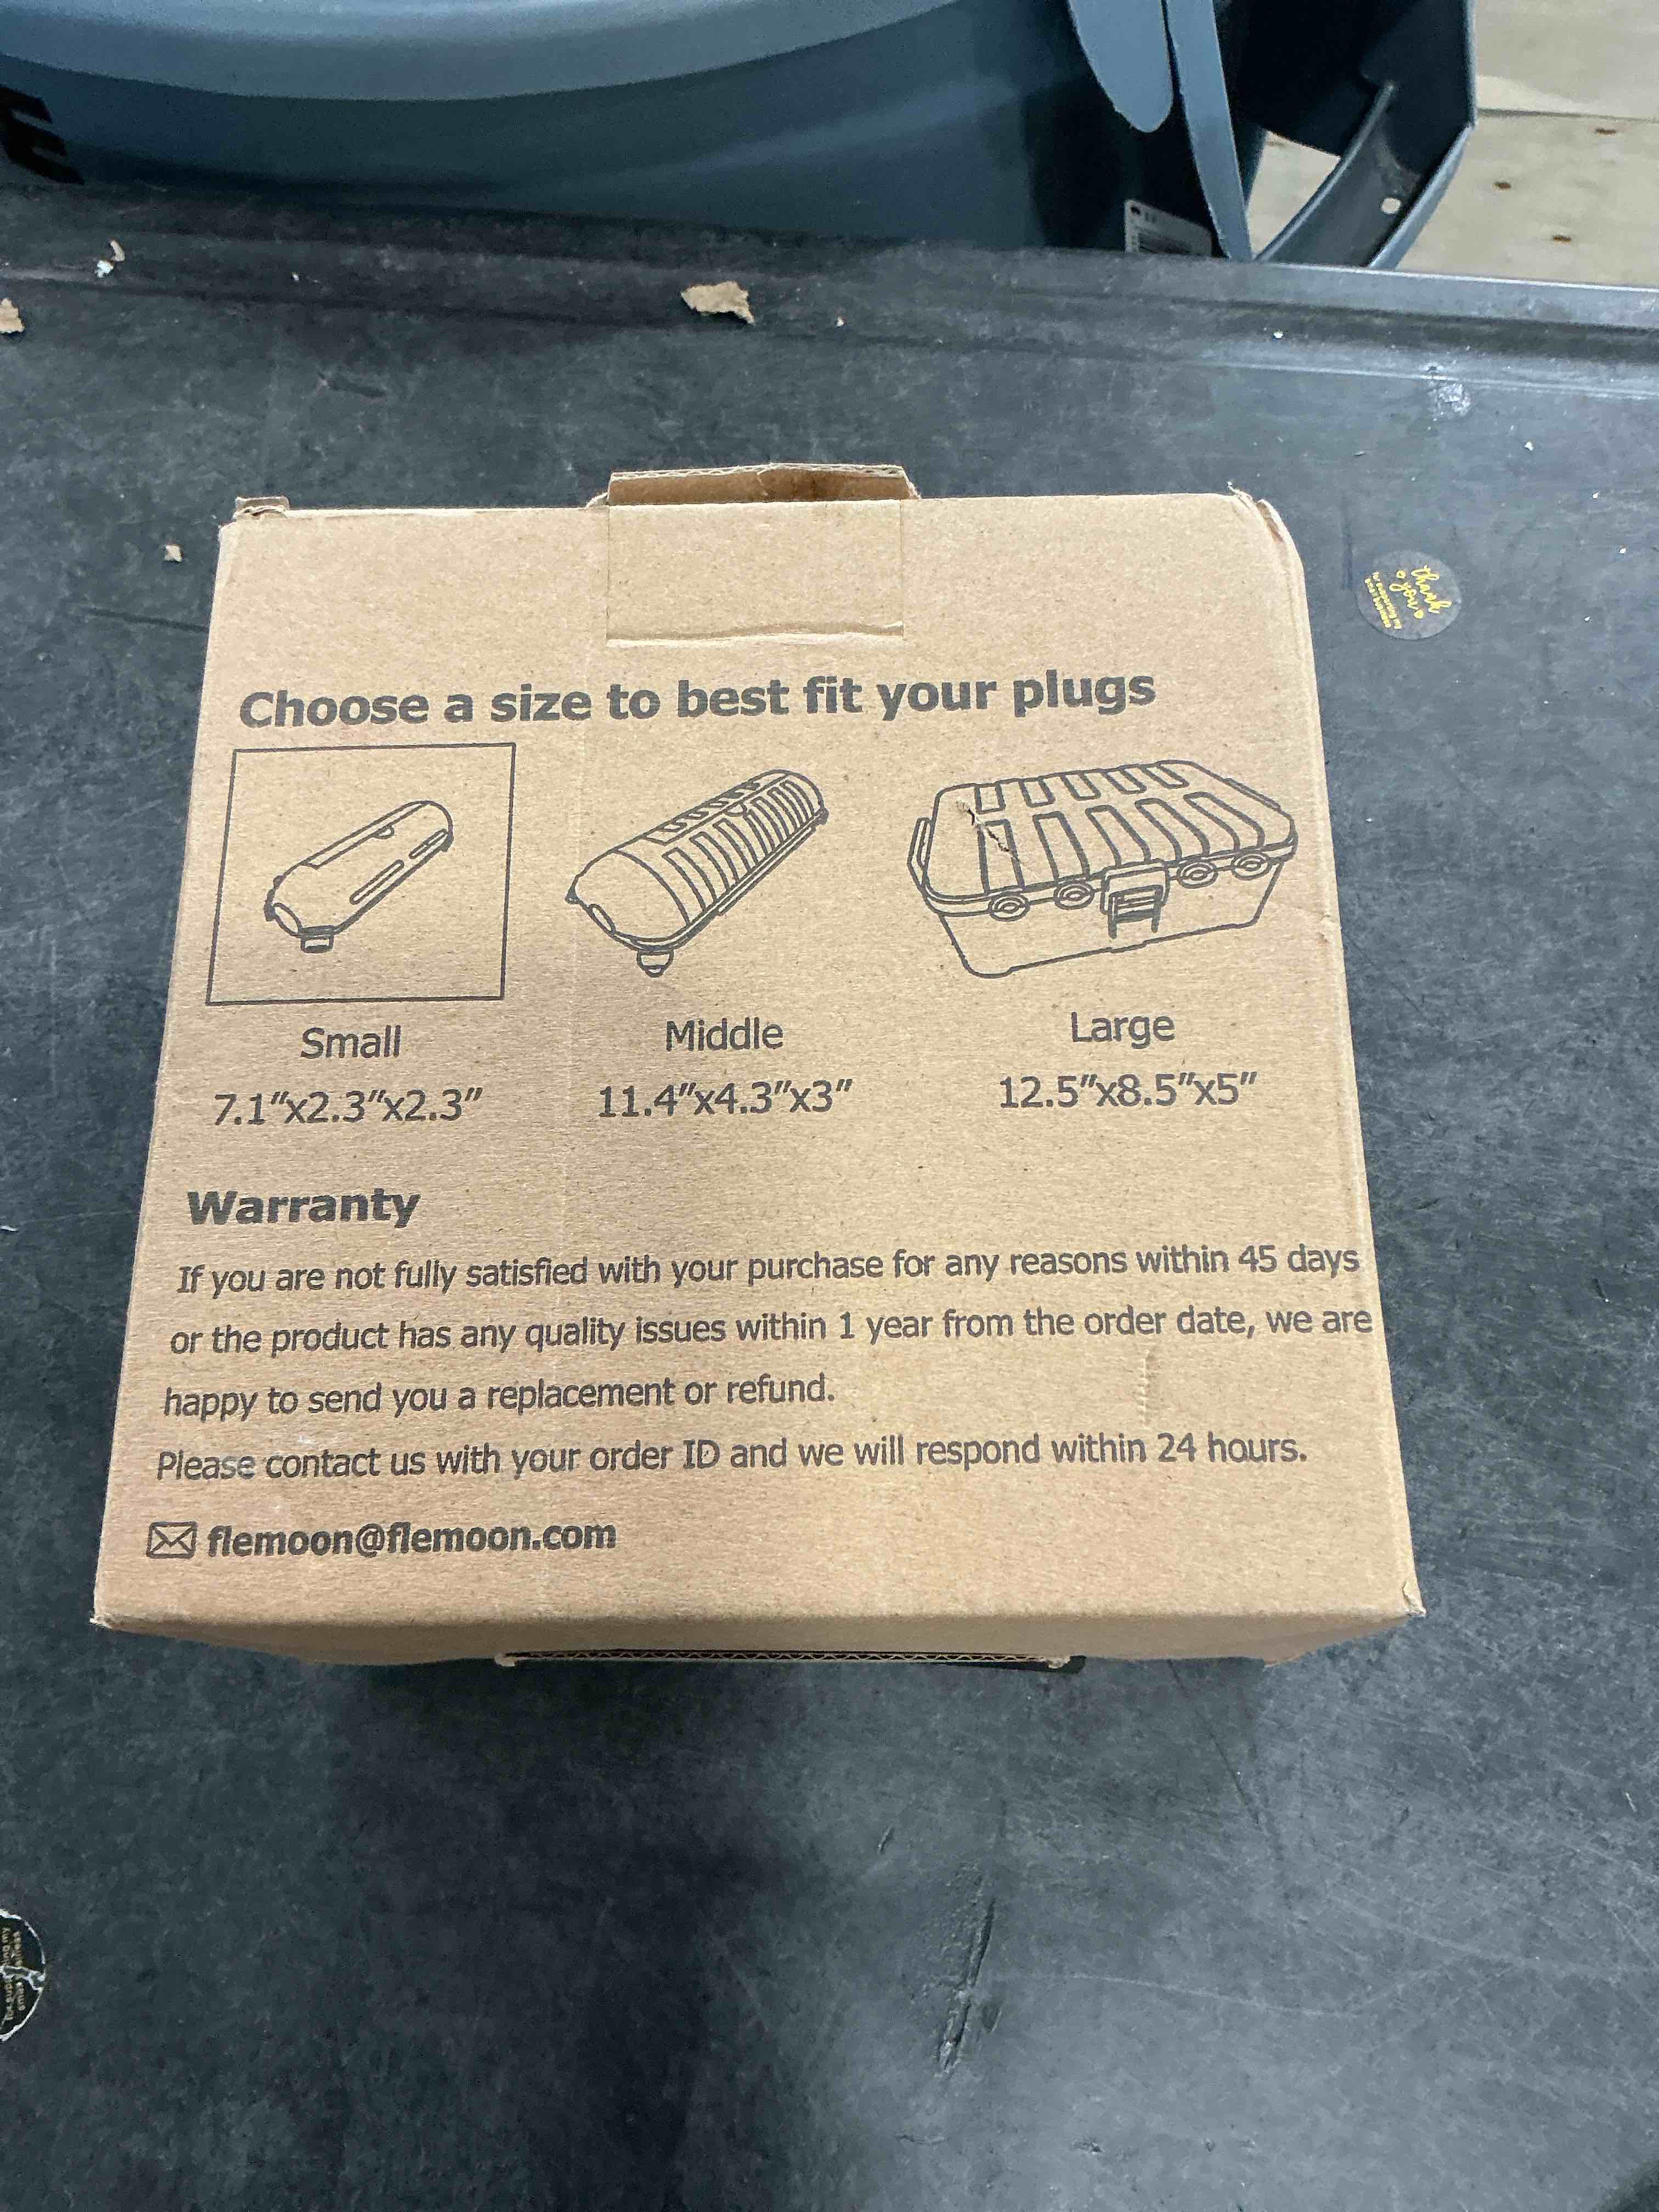 Choose a size to best fit your plugs
Small
Middle
Large
7.1"x2.3"x2.3"
11.4"x4.3"x3"
12.5"x8.5"x5"
Warranty
If you are not fully satisfied with your purchase for any reasons within 45 days
or the product has any quality issues within 1 year from the order date, we are
happy to send you a replacement or refund.
Please contact us with your order ID and we will respond within 24 hours.
flemoon@flemoon.com
thank
you